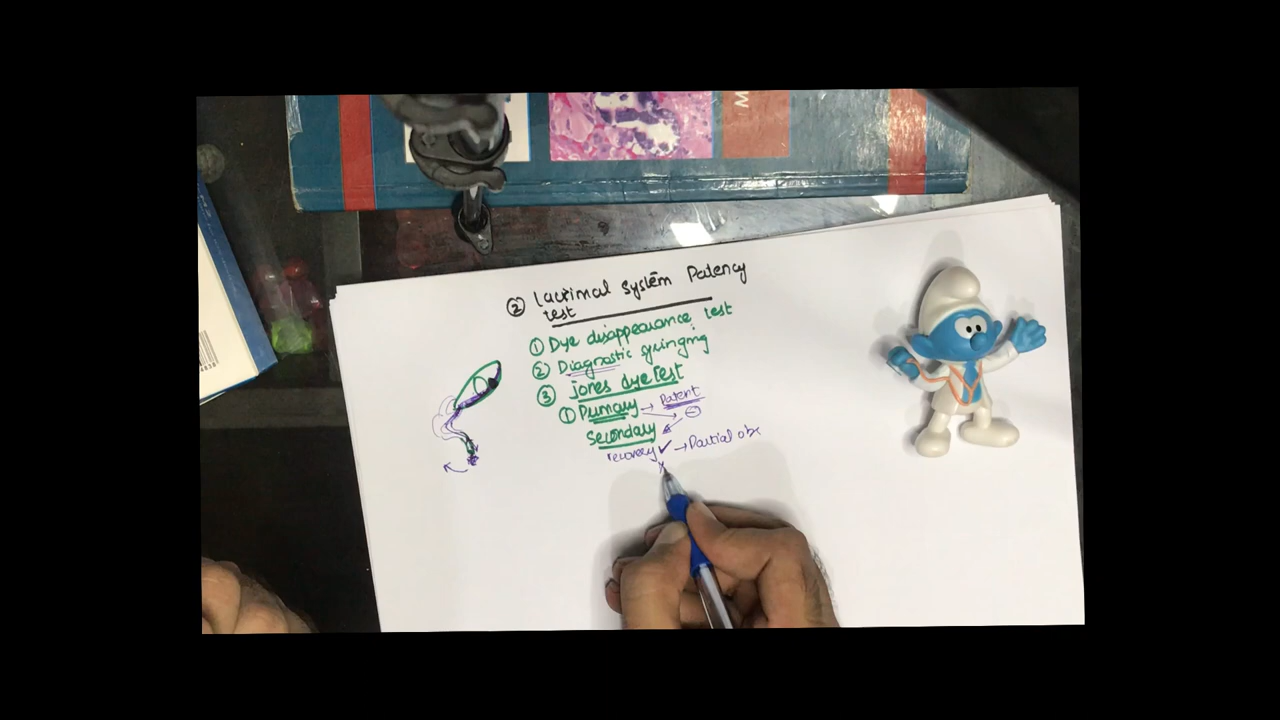 ② Lacrimal System Patency
test
① Dye disappearance test
② Diagnostic syringing
③ Jones dye Test
① Primary → Patent
⊖
Secondary
recovery ✓ → Partial obx
x
M